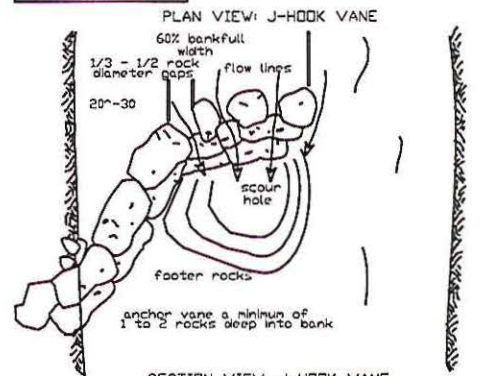 PLAN VIEW: J-HOOK VANE
60% bankfull
width
1/3 - 1/2 rock
diameter gaps
flow lines
20°-30
scour
hole
footer rocks
anchor vane a minimum of
1 to 2 rocks deep into bank
SECTION VIEW: J-HOOK VANE